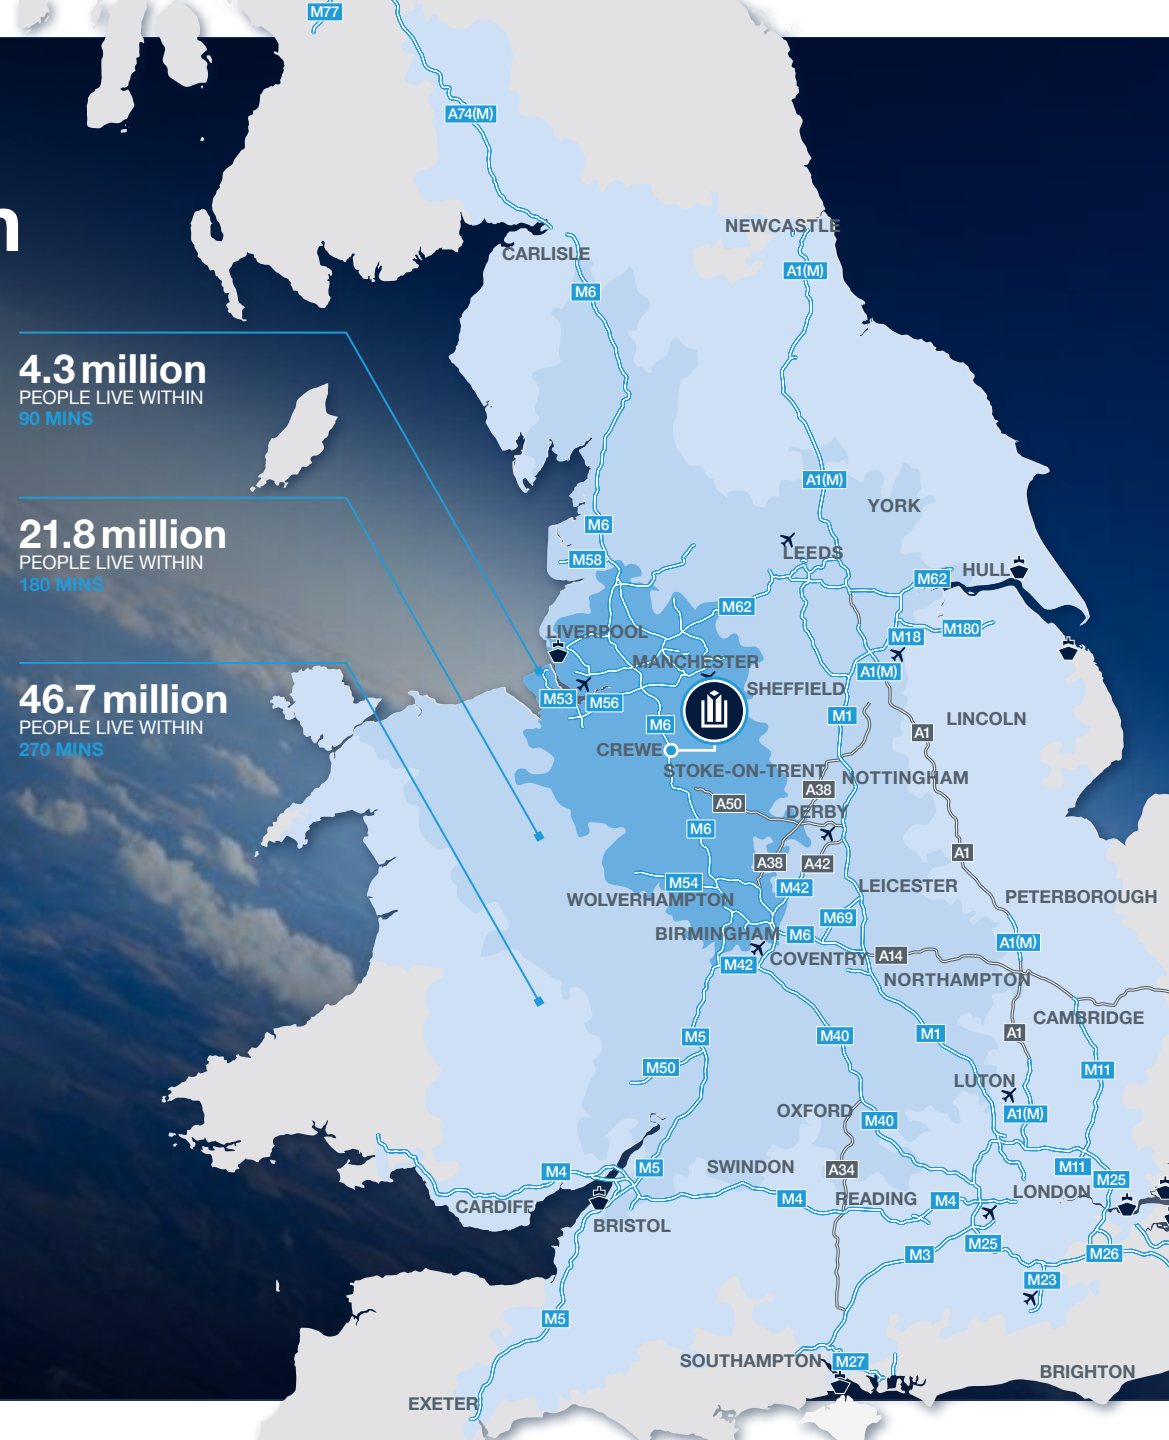 M77
A74(M)
n
NEWCASTLE
CARLISLE
A1(M)
M6
4.3 million
PEOPLE LIVE WITHIN
90 MINS
A1(M)
YORK
21.8 million
PEOPLE LIVE WITHIN
180 MINS
M6
M58
LEEDS
HULL
M62
M62
LIVERPOOL
M18
M180
MANCHESTER
A1(M)
46.7 million
PEOPLE LIVE WITHIN
270 MINS
M53
M56
SHEFFIELD
M6
M1
LINCOLN
A1
CREWE
STOKE-ON-TRENT
NOTTINGHAM
A38
A50
DERBY
M6
A38
A42
A1
M54
M42
LEICESTER
WOLVERHAMPTON
PETERBOROUGH
M69
BIRMINGHAM
M6
A1(M)
M42
COVENTRY
A14
NORTHAMPTON
CAMBRIDGE
M5
M40
M1
A1
M50
M11
LUTON
OXFORD
M40
A1(M)
M4
M5
SWINDON
A34
M11
M25
CARDIFF
M4
READING
M4
LONDON
BRISTOL
M3
M25
M26
M23
M5
SOUTHAMPTON
M27
BRIGHTON
EXETER